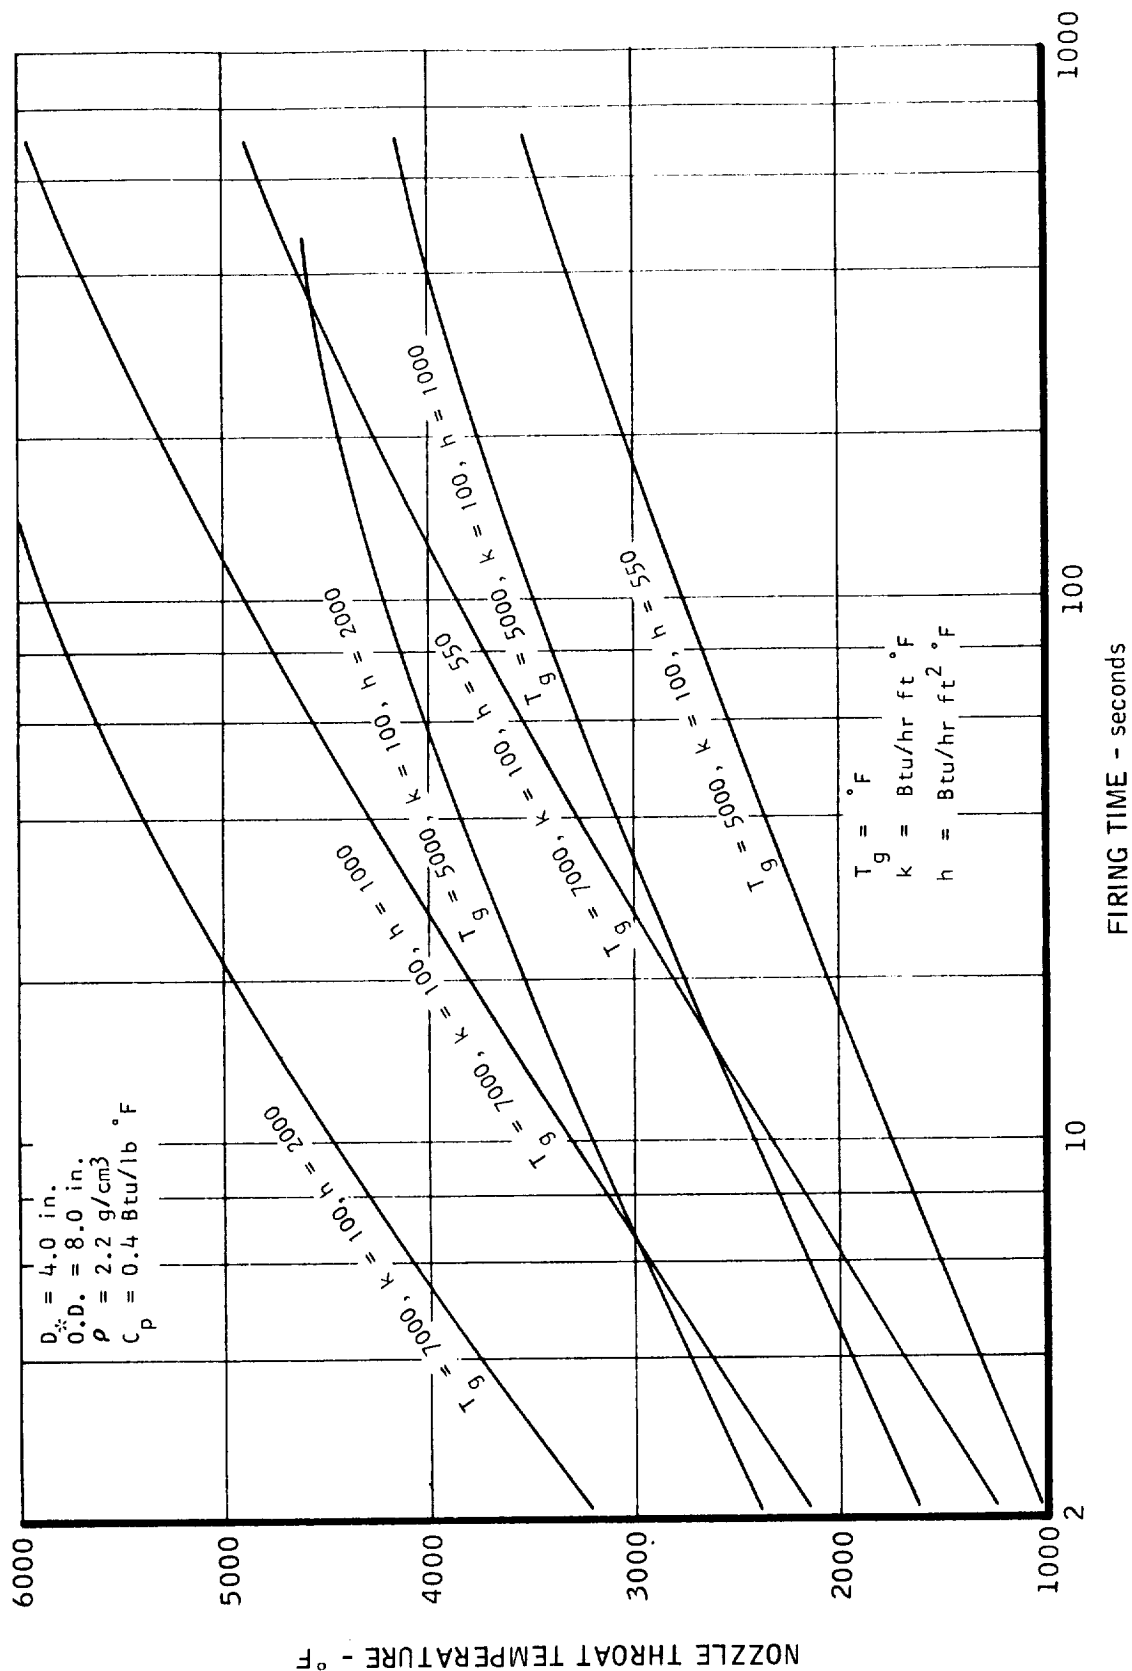 D* = 4.0 in.
O.D. = 8.0 in.
ρ = 2.2 g/cm3
Cp = 0.4 Btu/lb °F
Tg = 7000, k = 100, h = 2000
Tg = 7000, k = 100, h = 1000
Tg = 5000, k = 100, h = 2000
Tg = 7000, k = 100, h = 550
Tg = 5000, k = 100, h = 1000
Tg = 5000, k = 100, h = 550
Tg = °F
k = Btu/hr ft °F
h = Btu/hr ft² °F
NOZZLE THROAT TEMPERATURE - °F
6000
5000
4000
3000
2000
1000
2
10
100
1000
FIRING TIME - seconds